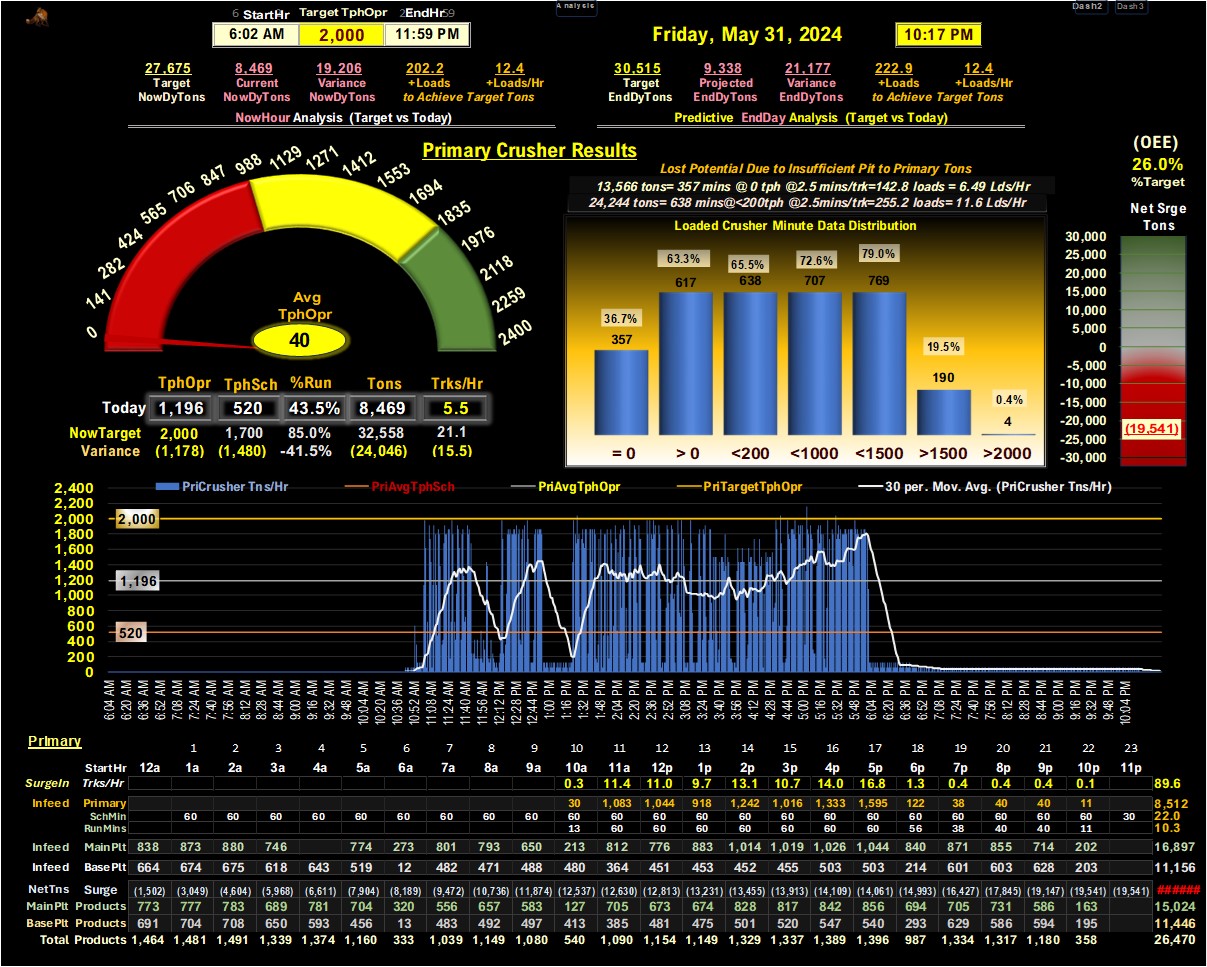 Analysis
Dash2 Dash3
6 StartHr Target TphOpr 2EndHr59
6:02 AM 2,000 11:59 PM
Friday, May 31, 2024 10:17 PM
27,675 8,469 19,206 202.2 12.4
Target Current Variance +Loads +Loads/Hr
NowDyTons NowDyTons NowDyTons to Achieve Target Tons
NowHour Analysis (Target vs Today)
30,515 9,338 21,177 222.9 12.4
Target Projected Variance +Loads +Loads/Hr
EndDyTons EndDyTons EndDyTons to Achieve Target Tons
Predictive EndDay Analysis (Target vs Today)
Primary Crusher Results
0 141 282 424 565 706 847 988 1129 1271 1412 1553 1694 1835 1976 2118 2259 2400
Avg
TphOpr
40
TphOpr TphSch %Run Tons Trks/Hr
Today 1,196 520 43.5% 8,469 5.5
NowTarget 2,000 1,700 85.0% 32,558 21.1
Variance (1,178) (1,480) -41.5% (24,046) (15.5)
Lost Potential Due to Insufficient Pit to Primary Tons
13,566 tons= 357 mins @ 0 tph @2.5 mins/trk=142.8 loads = 6.49 Lds/Hr
24,244 tons= 638 mins@<200tph @2.5mins/trk=255.2 loads= 11.6 Lds/Hr
Loaded Crusher Minute Data Distribution
36.7% 63.3% 65.5% 72.6% 79.0% 19.5% 0.4%
357 617 638 707 769 190 4
= 0 > 0 <200 <1000 <1500 >1500 >2000
(OEE)
26.0%
%Target
Net Srge
Tons
30,000
25,000
20,000
15,000
10,000
5,000
0
-5,000
-10,000
-15,000
-20,000
(19,541)
-25,000
-30,000
PriCrusher Tns/Hr PriAvgTphSch PriAvgTphOpr PriTargetTphOpr 30 per. Mov. Avg. (PriCrusher Tns/Hr)
2,400
2,200
2,000
1,800
1,600
1,400
1,200
1,000
800
600
400
200
0
2,000
1,196
520
6:04 AM 6:20 AM 6:36 AM 6:52 AM 7:08 AM 7:24 AM 7:40 AM 7:56 AM 8:12 AM 8:28 AM 8:44 AM 9:00 AM 9:16 AM 9:32 AM 9:48 AM 10:04 AM 10:20 AM 10:36 AM 10:52 AM 11:08 AM 11:24 AM 11:40 AM 11:56 AM 12:12 PM 12:28 PM 12:44 PM 1:00 PM 1:16 PM 1:32 PM 1:48 PM 2:04 PM 2:20 PM 2:36 PM 2:52 PM 3:08 PM 3:24 PM 3:40 PM 3:56 PM 4:12 PM 4:28 PM 4:44 PM 5:00 PM 5:16 PM 5:32 PM 5:48 PM 6:04 PM 6:20 PM 6:36 PM 6:52 PM 7:08 PM 7:24 PM 7:40 PM 7:56 PM 8:12 PM 8:28 PM 8:44 PM 9:00 PM 9:16 PM 9:32 PM 9:48 PM 10:04 PM
Primary
1 2 3 4 5 6 7 8 9 10 11 12 13 14 15 16 17 18 19 20 21 22 23
StartHr 12a 1a 2a 3a 4a 5a 6a 7a 8a 9a 10a 11a 12p 1p 2p 3p 4p 5p 6p 7p 8p 9p 10p 11p
SurgeIn Trks/Hr 0.3 11.4 11.0 9.7 13.1 10.7 14.0 16.8 1.3 0.4 0.4 0.4 0.1 89.6
Infeed Primary 30 1,083 1,044 918 1,242 1,016 1,333 1,595 122 38 40 40 11 8,512
SchMin 60 60 60 60 60 60 60 60 60 60 60 60 60 60 60 60 60 60 60 60 60 60 30 22.0
RunMins 13 60 60 60 60 60 60 60 56 38 40 40 11 10.3
Infeed MainPlt 838 873 880 746 774 273 801 793 650 213 812 776 883 1,014 1,019 1,026 1,044 840 871 855 714 202 16,897
Infeed BasePlt 664 674 675 618 643 519 12 482 471 488 480 364 451 453 452 455 503 503 214 601 603 628 203 11,156
NetTns Surge (1,502) (3,049) (4,604) (5,968) (6,611) (7,904) (8,189) (9,472) (10,736) (11,874) (12,537) (12,630) (12,813) (13,231) (13,455) (13,913) (14,109) (14,061) (14,993) (16,427) (17,845) (19,147) (19,541) (19,541) ######
MainPlt Products 773 777 783 689 781 704 320 556 657 583 127 705 673 674 828 817 842 856 694 705 731 586 163 15,024
BasePlt Products 691 704 708 650 593 456 13 483 492 497 413 385 481 475 501 520 547 540 293 629 586 594 195 11,446
Total Products 1,464 1,481 1,491 1,339 1,374 1,160 333 1,039 1,149 1,080 540 1,090 1,154 1,149 1,329 1,337 1,389 1,396 987 1,334 1,317 1,180 358 26,470